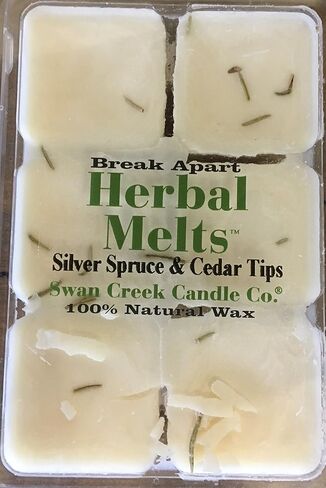 Break Apart
Herbal
Melts™
Silver Spruce & Cedar Tips
Swan Creek Candle Co.®
100% Natural Wax